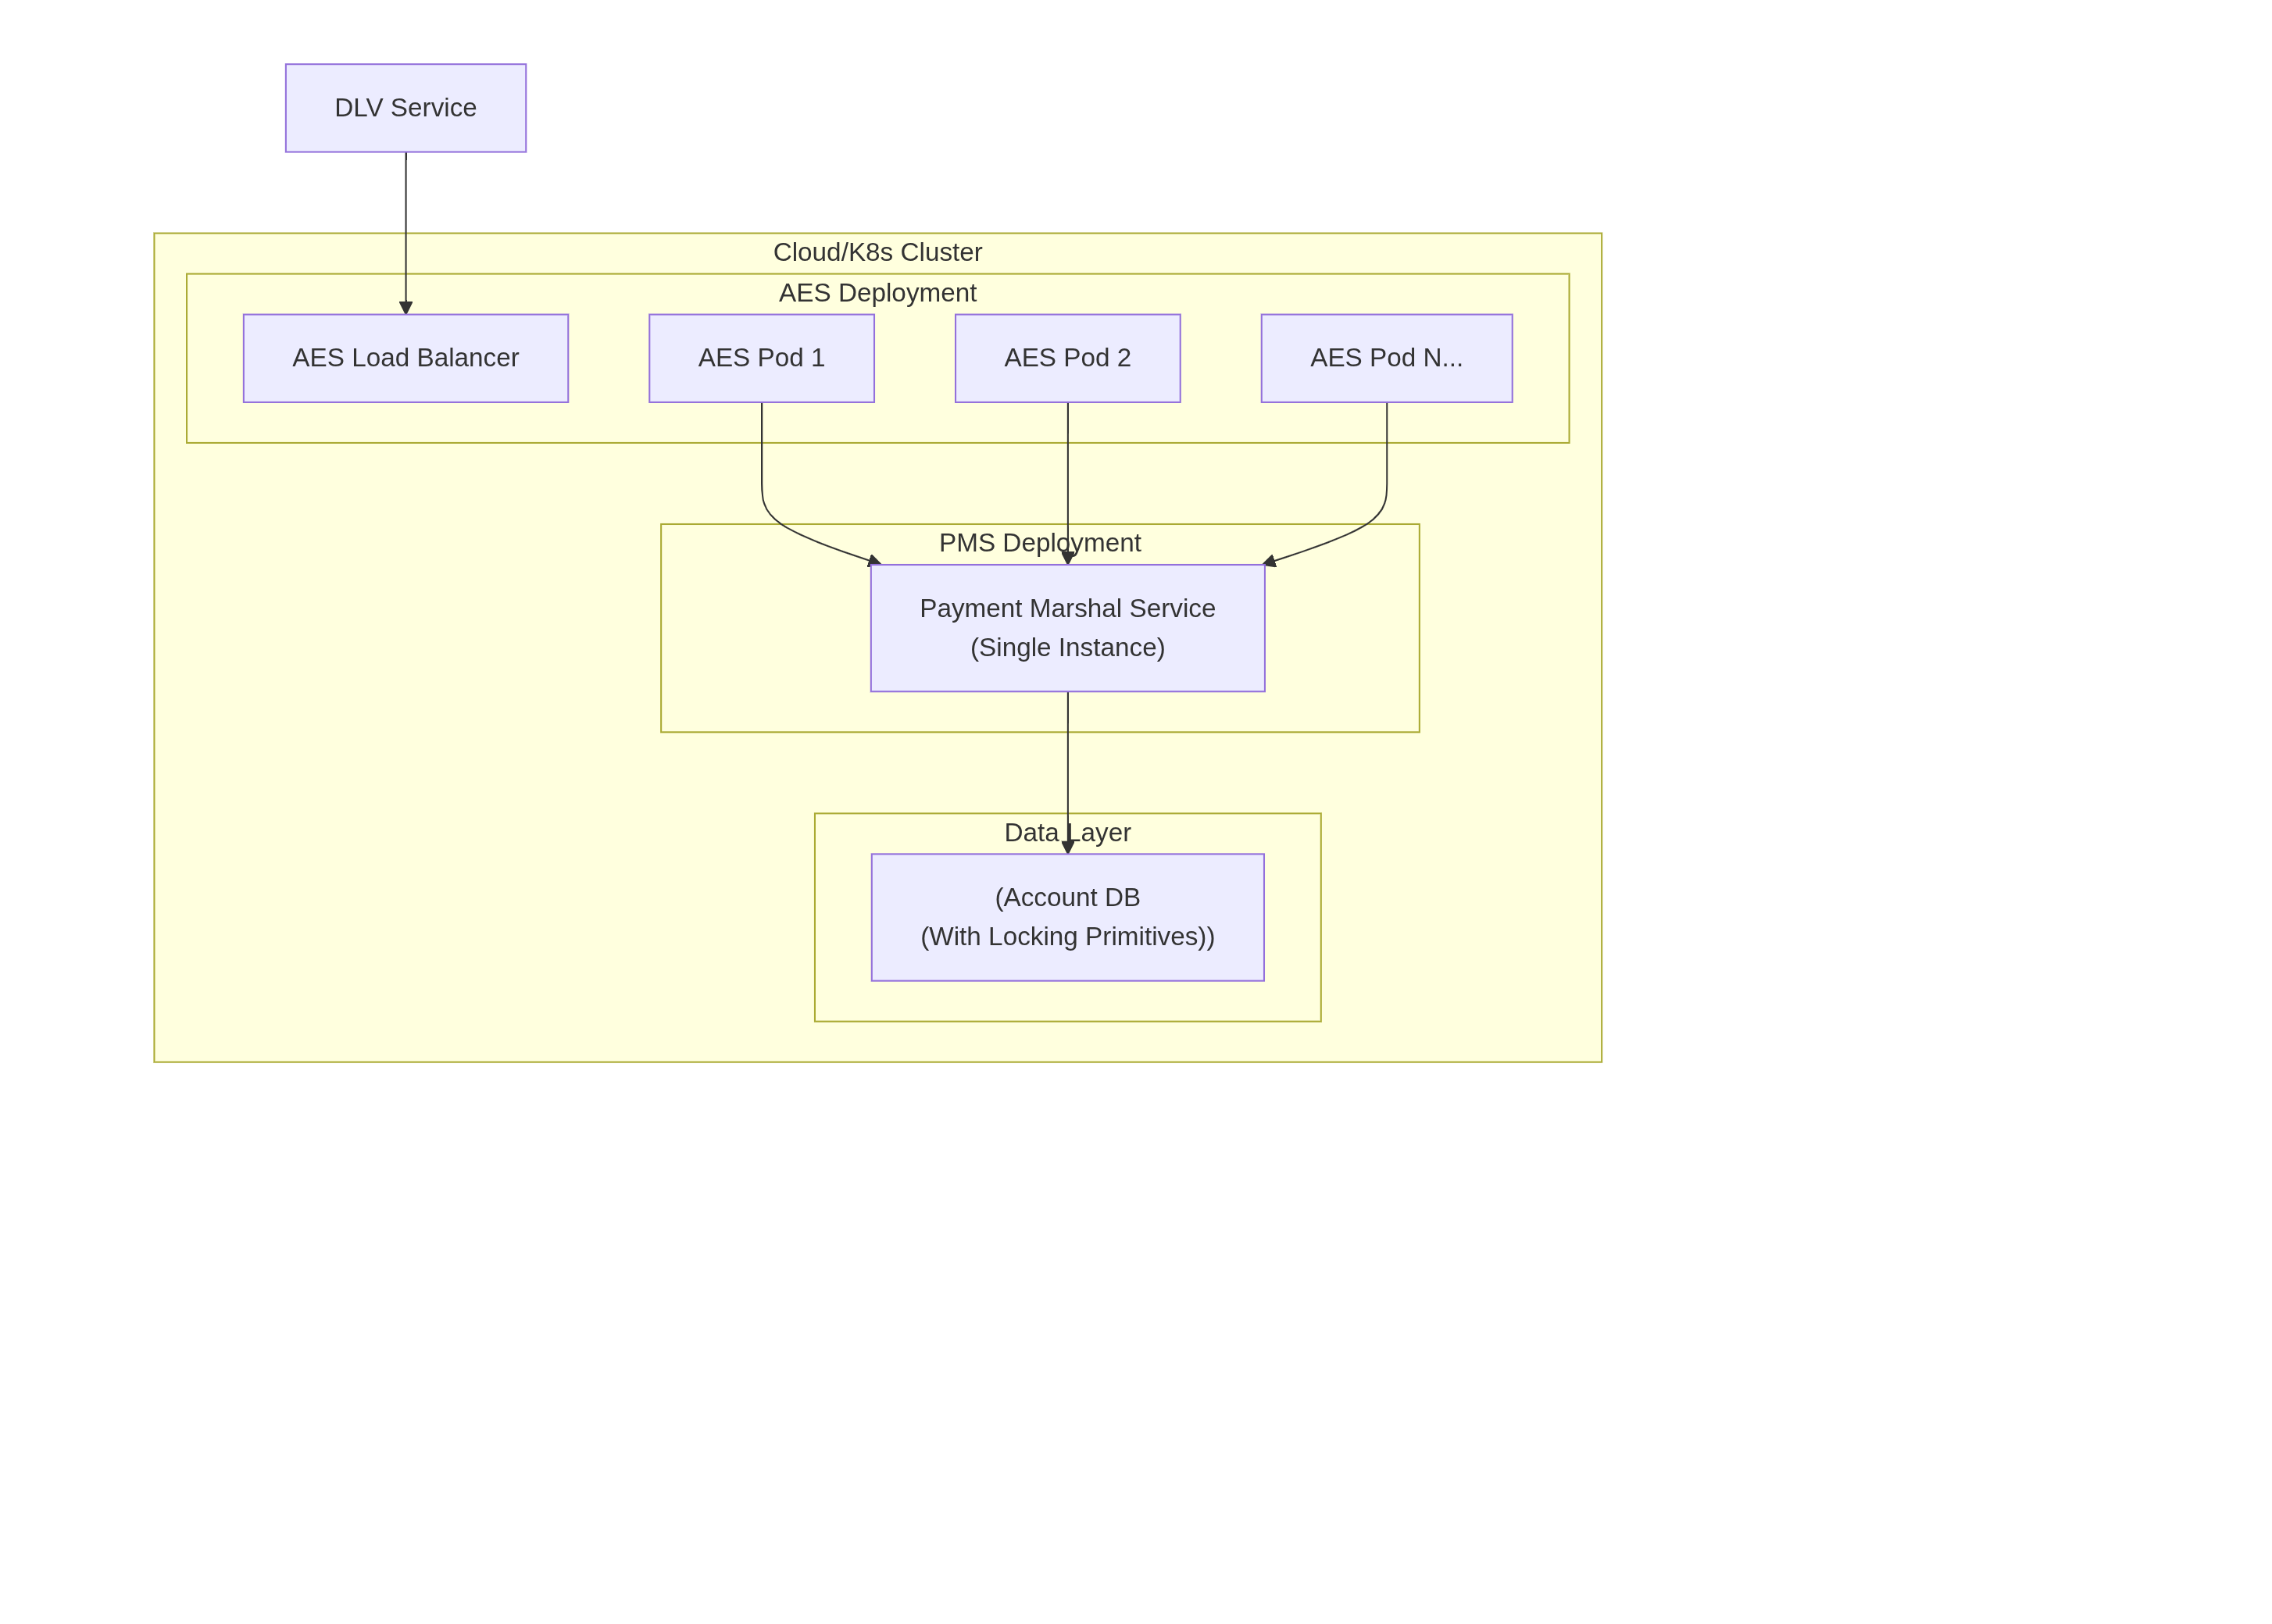 DLV Service
Cloud/K8s Cluster
AES Deployment
AES Load Balancer
AES Pod 1
AES Pod 2
AES Pod N...
PMS Deployment
Payment Marshal Service
(Single Instance)
Data Layer
(Account DB
(With Locking Primitives))